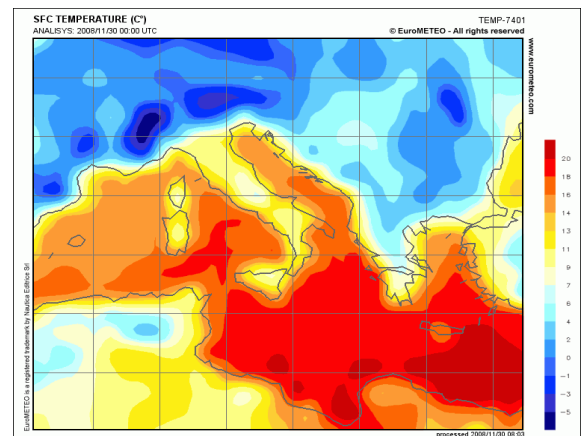 SFC TEMPERATURE (C°)
TEMP-7401
ANALISYS: 2008/11/30 00:00 UTC
© EuroMETEO - All rights reserved
www.eurometeo.com
EuroMETEO is a registered trademark by Nautica Editrice Srl
20
18
16
14
13
11
9
7
6
4
2
0
-1
-3
-5
processed 2008/11/30 08:03